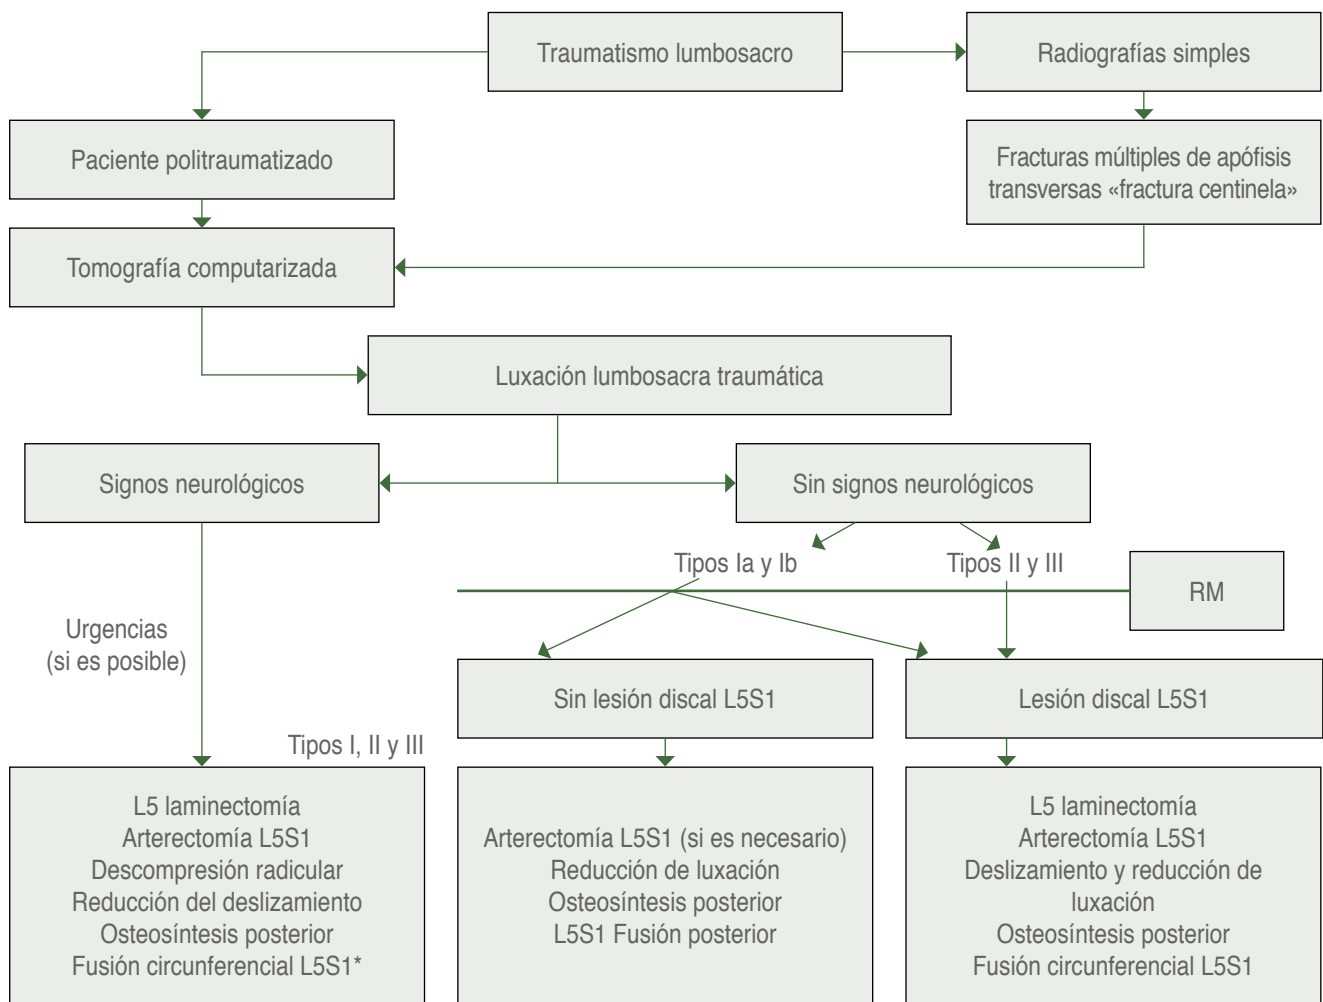 Traumatismo lumbosacro
Radiografías simples
Paciente politraumatizado
Fracturas múltiples de apófisis
transversas «fractura centinela»
Tomografía computarizada
Luxación lumbosacra traumática
Signos neurológicos
Sin signos neurológicos
Tipos Ia y Ib
Tipos II y III
RM
Urgencias
(si es posible)
Sin lesión discal L5S1
Lesión discal L5S1
Tipos I, II y III
L5 laminectomía
Arterectomía L5S1
Descompresión radicular
Reducción del deslizamiento
Osteosíntesis posterior
Fusión circunferencial L5S1*
Arterectomía L5S1 (si es necesario)
Reducción de luxación
Osteosíntesis posterior
L5S1 Fusión posterior
L5 laminectomía
Arterectomía L5S1
Deslizamiento y reducción de
luxación
Osteosíntesis posterior
Fusión circunferencial L5S1